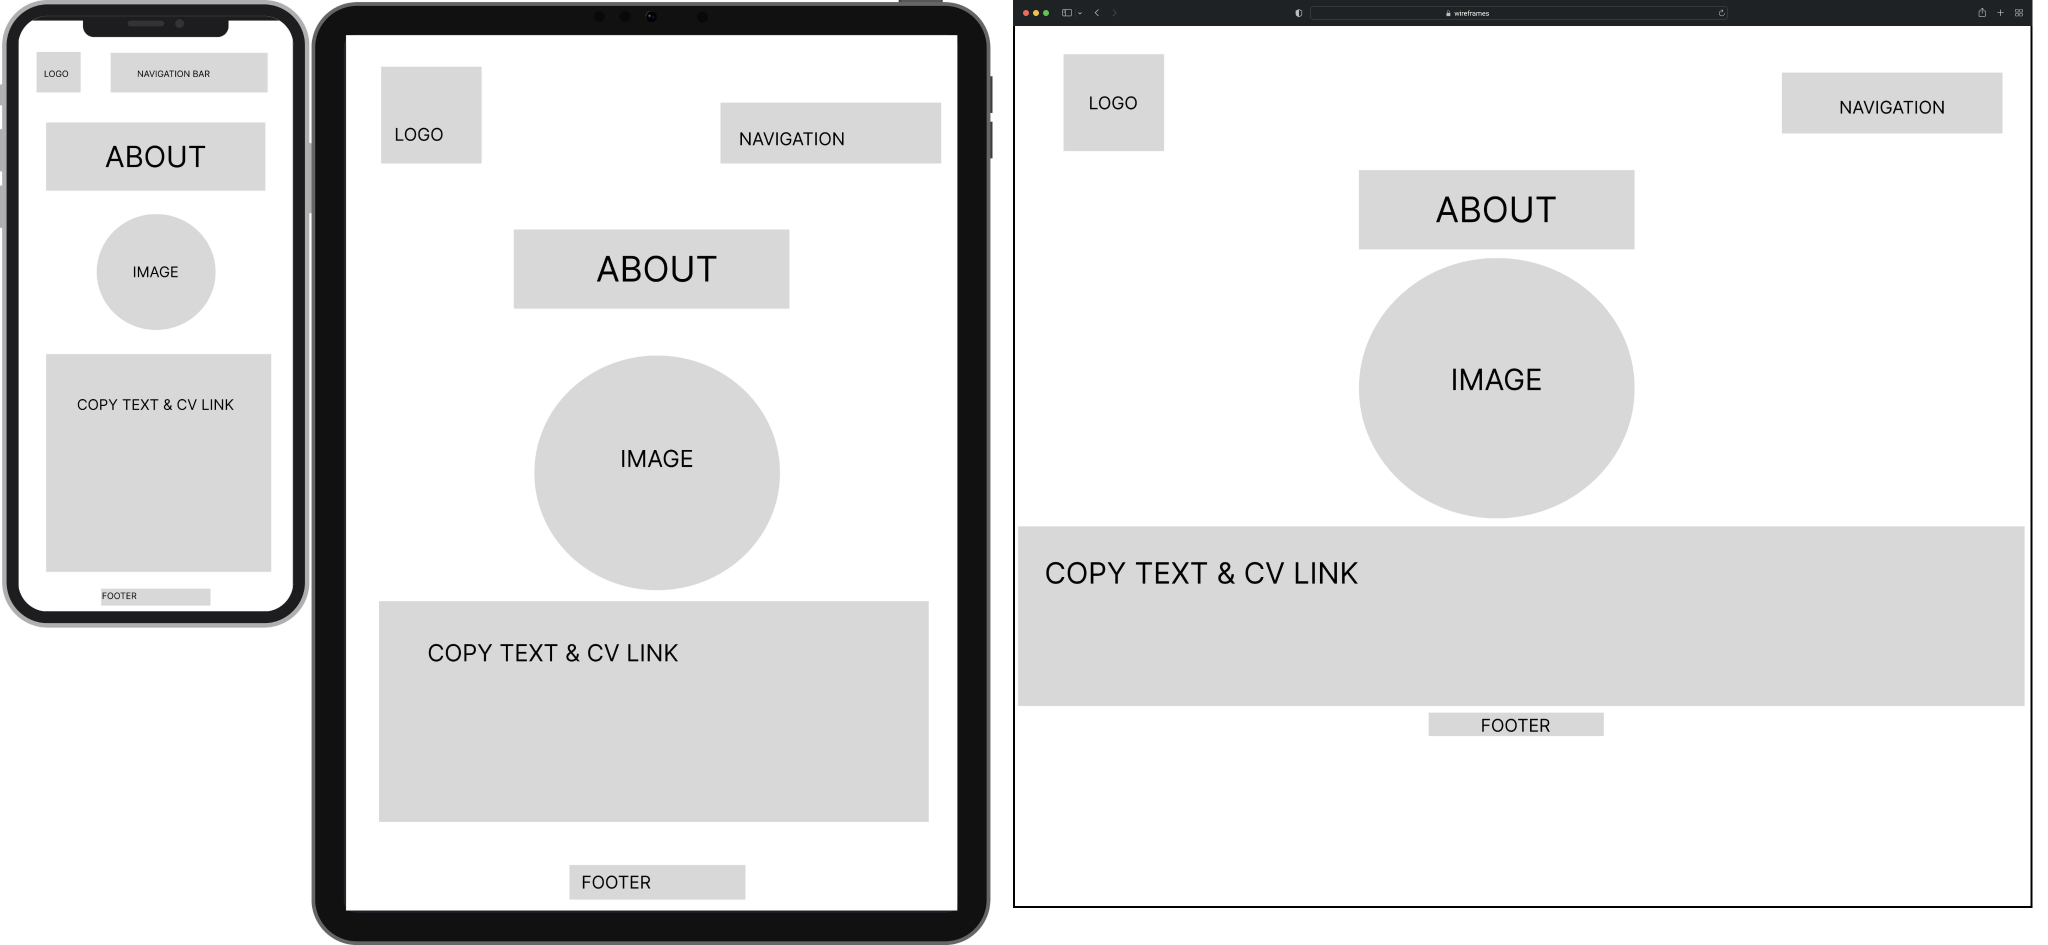 LOGO
NAVIGATION BAR
ABOUT
IMAGE
COPY TEXT & CV LINK
FOOTER
LOGO
NAVIGATION
ABOUT
IMAGE
COPY TEXT & CV LINK
FOOTER
wireframes
LOGO
NAVIGATION
ABOUT
IMAGE
COPY TEXT & CV LINK
FOOTER